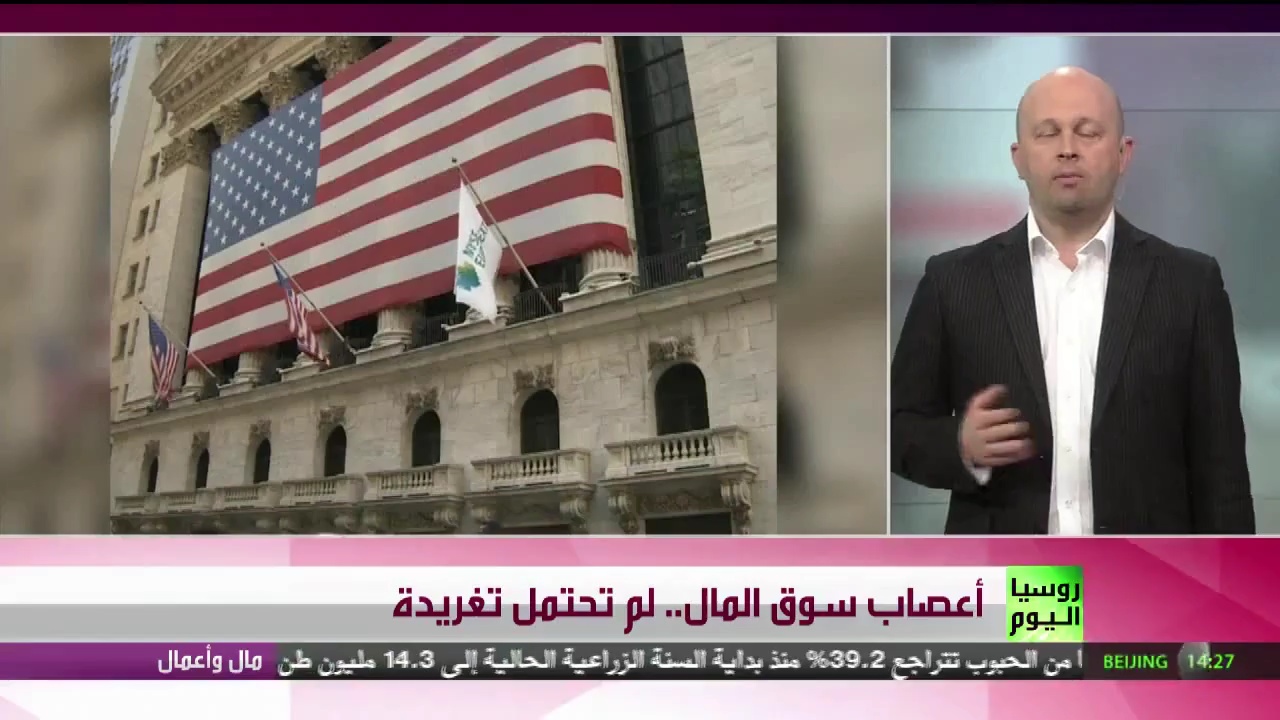 NYSE
روسيا
اليوم
أعصاب سوق المال.. لم تحتمل تغريدة
مال وأعمال
من الحبوب تتراجع 39.2% منذ بداية السنة الزراعية الحالية إلى 14.3 مليون طن
BEIJING 14:27